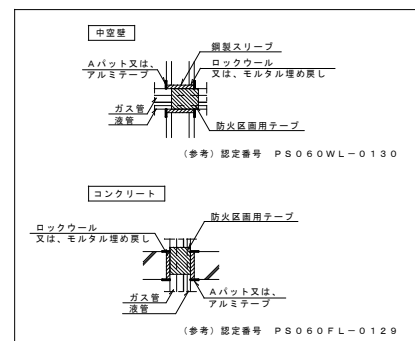 中空壁
鋼製スリーブ
Aパット又は、
アルミテープ
ロックウール
又は、モルタル埋め戻し
ガス管
液管
防火区画用テープ
(参考)認定番号 PS060WL-0130
コンクリート
ロックウール
又は、モルタル埋め戻し
防火区画用テープ
ガス管
液管
Aパット又は、
アルミテープ
(参考)認定番号 PS060FL-0129